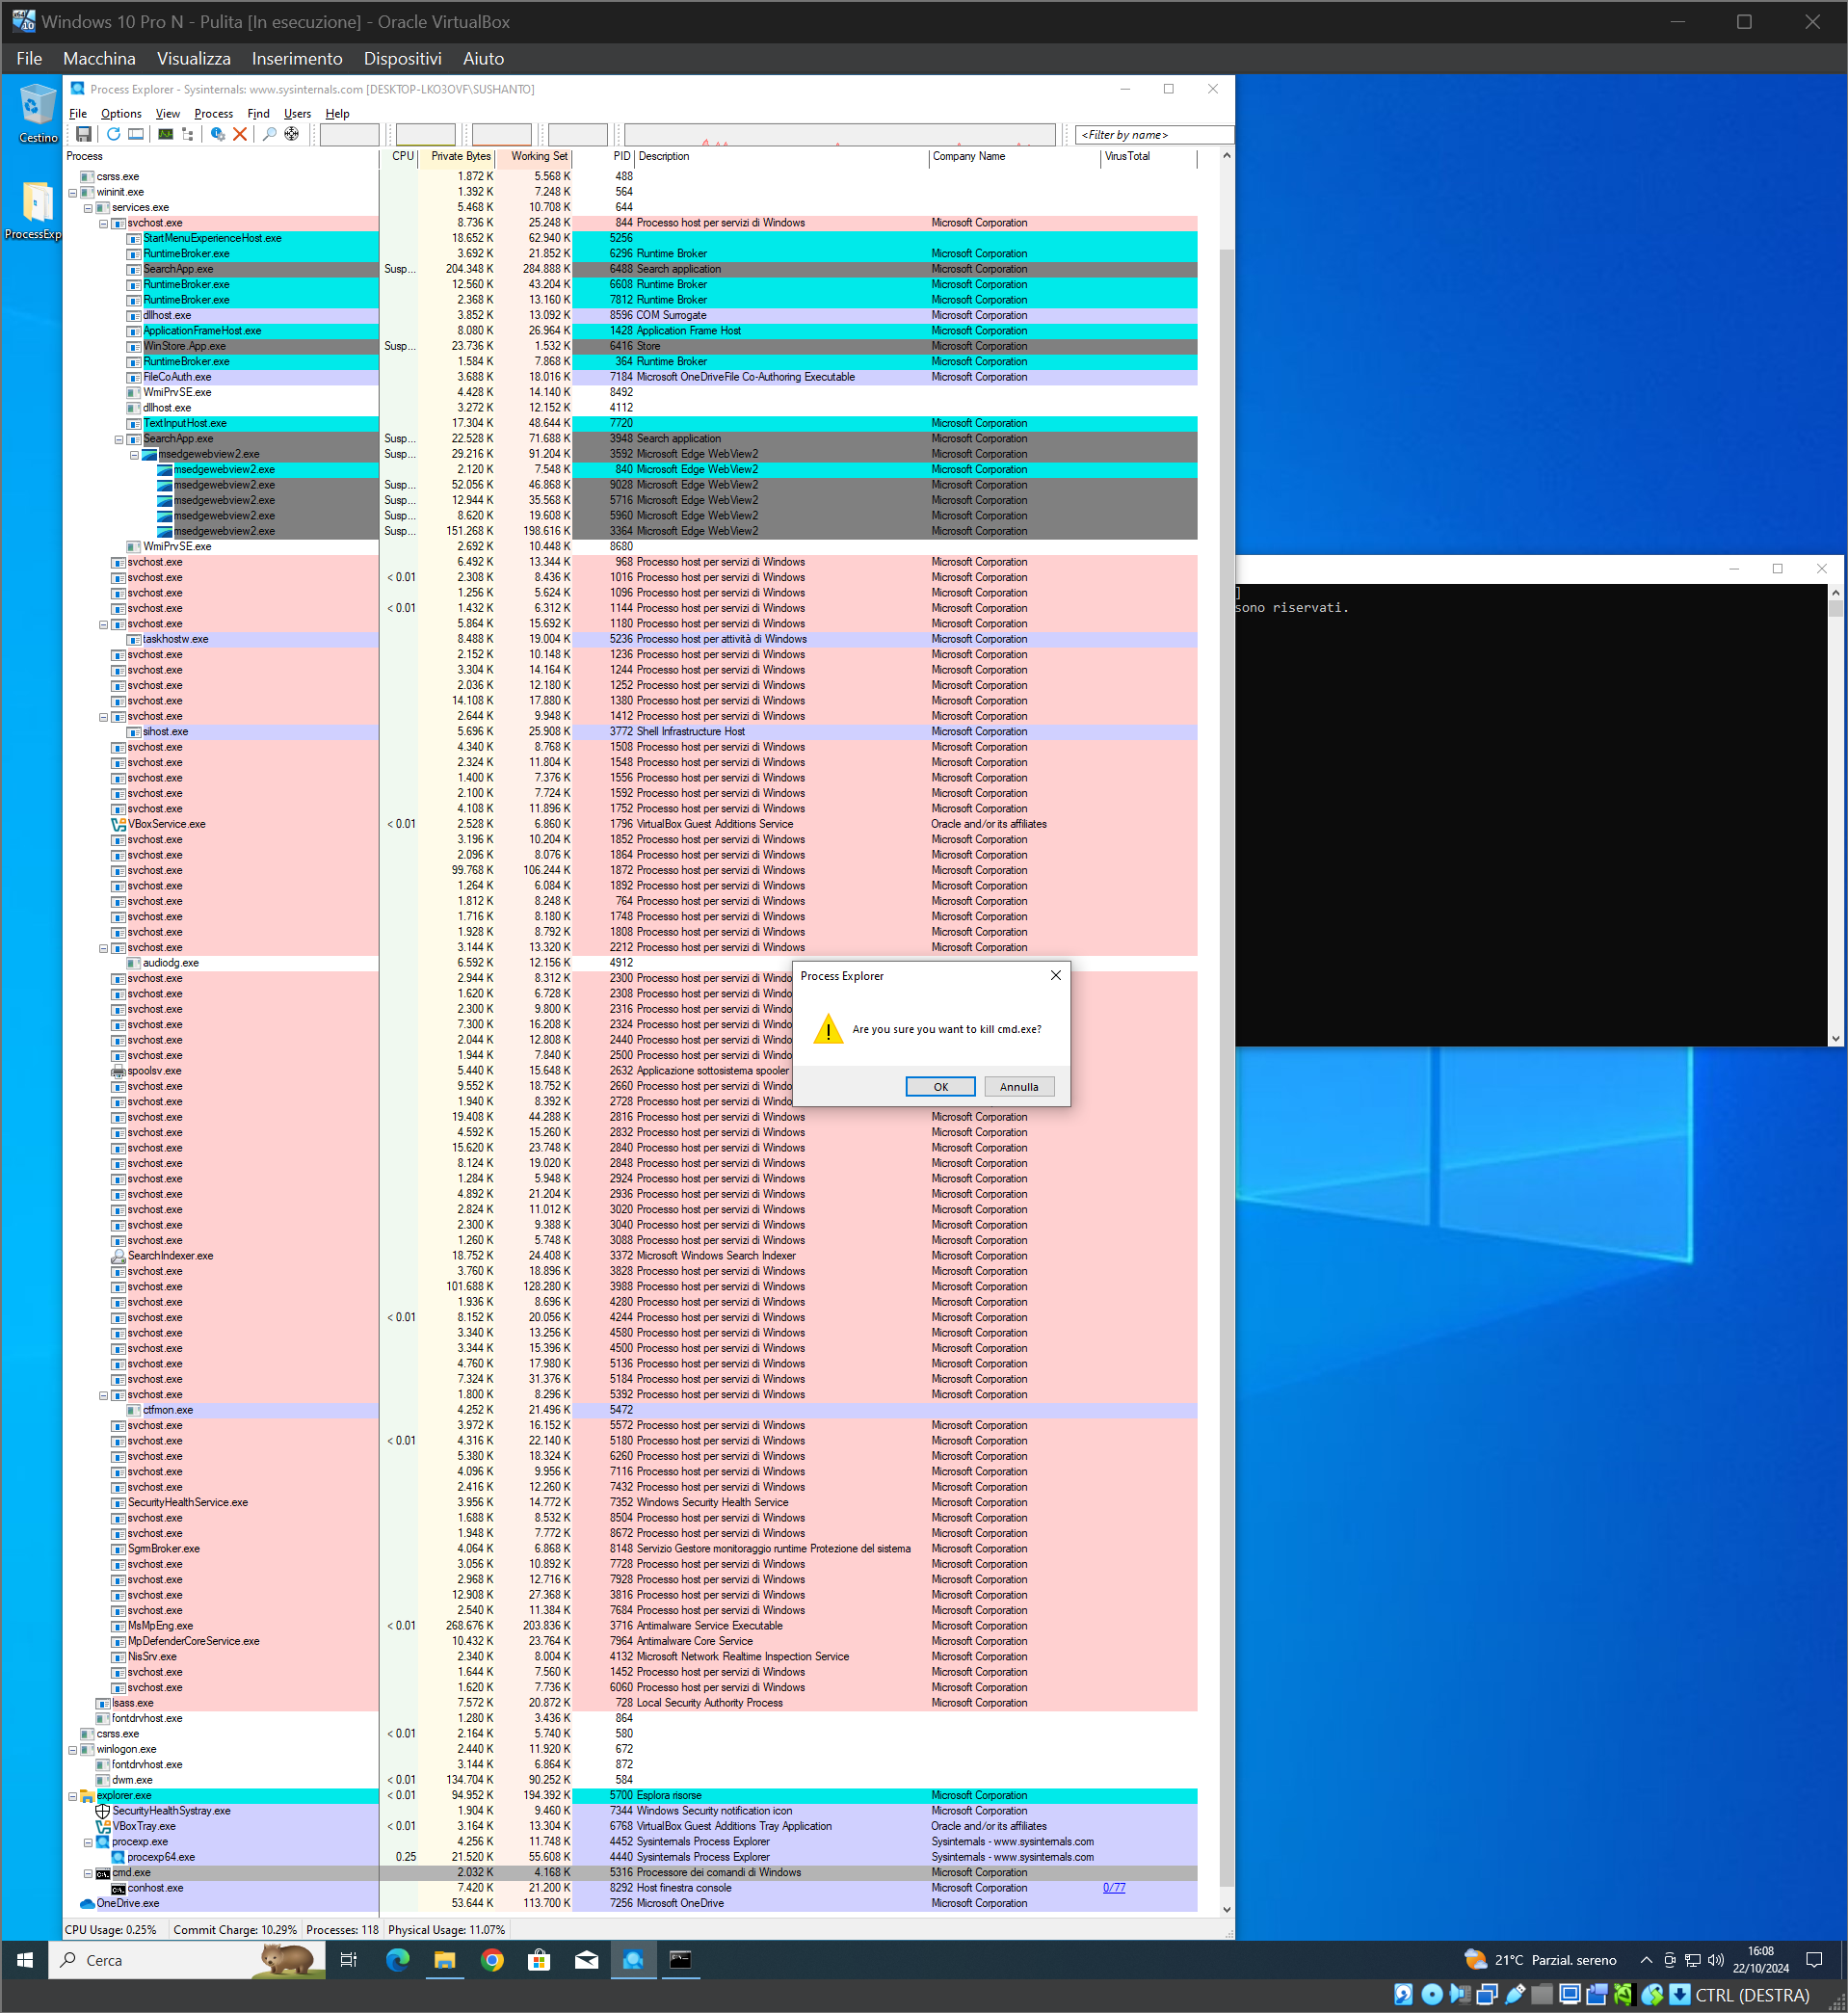 Windows 10 Pro N - Pulita [In esecuzione] - Oracle VirtualBox
File Macchina Visualizza Inserimento Dispositivi Aiuto
Cestino
ProcessExp
Process Explorer - Sysinternals: www.sysinternals.com [DESKTOP-LKO3OVF\SUSHANTO]
File Options View Process Find Users Help
<Filter by name>
Process CPU Private Bytes Working Set PID Description Company Name VirusTotal
csrss.exe 1.872 K 5.568 K 488
wininit.exe 1.392 K 7.248 K 564
services.exe 5.468 K 10.708 K 644
svchost.exe 8.736 K 25.248 K 844 Processo host per servizi di Windows Microsoft Corporation
StartMenuExperienceHost.exe 18.652 K 62.940 K 5256 Microsoft Corporation
RuntimeBroker.exe 3.692 K 21.852 K 6296 Runtime Broker Microsoft Corporation
SearchApp.exe Susp... 204.348 K 284.888 K 6488 Search application Microsoft Corporation
RuntimeBroker.exe 12.560 K 43.204 K 6608 Runtime Broker Microsoft Corporation
RuntimeBroker.exe 2.368 K 13.160 K 7812 Runtime Broker Microsoft Corporation
dllhost.exe 3.852 K 13.092 K 8596 COM Surrogate Microsoft Corporation
ApplicationFrameHost.exe 8.080 K 26.964 K 1428 Application Frame Host Microsoft Corporation
WinStore.App.exe Susp... 23.736 K 1.532 K 6416 Store Microsoft Corporation
RuntimeBroker.exe 1.584 K 7.868 K 364 Runtime Broker Microsoft Corporation
FileCoAuth.exe 3.688 K 18.016 K 7184 Microsoft OneDriveFile Co-Authoring Executable Microsoft Corporation
WmiPrvSE.exe 4.428 K 14.140 K 8492
dllhost.exe 3.272 K 12.152 K 4112
TextInputHost.exe 17.304 K 48.644 K 7720 Microsoft Corporation
SearchApp.exe Susp... 22.528 K 71.688 K 3948 Search application Microsoft Corporation
msedgewebview2.exe Susp... 29.216 K 91.204 K 3592 Microsoft Edge WebView2 Microsoft Corporation
msedgewebview2.exe 2.120 K 7.548 K 840 Microsoft Edge WebView2 Microsoft Corporation
msedgewebview2.exe Susp... 52.056 K 46.868 K 9028 Microsoft Edge WebView2 Microsoft Corporation
msedgewebview2.exe Susp... 12.944 K 35.568 K 5716 Microsoft Edge WebView2 Microsoft Corporation
msedgewebview2.exe Susp... 8.620 K 19.608 K 5960 Microsoft Edge WebView2 Microsoft Corporation
msedgewebview2.exe Susp... 151.268 K 198.616 K 3364 Microsoft Edge WebView2 Microsoft Corporation
WmiPrvSE.exe 2.692 K 10.448 K 8680
svchost.exe 6.492 K 13.344 K 968 Processo host per servizi di Windows Microsoft Corporation
svchost.exe < 0.01 2.308 K 8.436 K 1016 Processo host per servizi di Windows Microsoft Corporation
svchost.exe 1.256 K 5.624 K 1096 Processo host per servizi di Windows Microsoft Corporation
svchost.exe < 0.01 1.432 K 6.312 K 1144 Processo host per servizi di Windows Microsoft Corporation
svchost.exe 5.864 K 15.692 K 1180 Processo host per servizi di Windows Microsoft Corporation
taskhostw.exe 8.488 K 19.004 K 5236 Processo host per attività di Windows Microsoft Corporation
svchost.exe 2.152 K 10.148 K 1236 Processo host per servizi di Windows Microsoft Corporation
svchost.exe 3.304 K 14.164 K 1244 Processo host per servizi di Windows Microsoft Corporation
svchost.exe 2.036 K 12.180 K 1252 Processo host per servizi di Windows Microsoft Corporation
svchost.exe 14.108 K 17.880 K 1380 Processo host per servizi di Windows Microsoft Corporation
svchost.exe 2.644 K 9.948 K 1412 Processo host per servizi di Windows Microsoft Corporation
sihost.exe 5.696 K 25.908 K 3772 Shell Infrastructure Host Microsoft Corporation
svchost.exe 4.340 K 8.768 K 1508 Processo host per servizi di Windows Microsoft Corporation
svchost.exe 2.324 K 11.804 K 1548 Processo host per servizi di Windows Microsoft Corporation
svchost.exe 1.400 K 7.376 K 1556 Processo host per servizi di Windows Microsoft Corporation
svchost.exe 2.100 K 7.724 K 1592 Processo host per servizi di Windows Microsoft Corporation
svchost.exe 4.108 K 11.896 K 1752 Processo host per servizi di Windows Microsoft Corporation
VBoxService.exe < 0.01 2.528 K 6.860 K 1796 VirtualBox Guest Additions Service Oracle and/or its affiliates
svchost.exe 3.196 K 10.204 K 1852 Processo host per servizi di Windows Microsoft Corporation
svchost.exe 2.096 K 8.076 K 1864 Processo host per servizi di Windows Microsoft Corporation
svchost.exe 99.768 K 106.244 K 1872 Processo host per servizi di Windows Microsoft Corporation
svchost.exe 1.264 K 6.084 K 1892 Processo host per servizi di Windows Microsoft Corporation
svchost.exe 1.812 K 8.248 K 764 Processo host per servizi di Windows Microsoft Corporation
svchost.exe 1.716 K 8.180 K 1748 Processo host per servizi di Windows Microsoft Corporation
svchost.exe 1.928 K 8.792 K 1808 Processo host per servizi di Windows Microsoft Corporation
svchost.exe 3.144 K 13.320 K 2212 Processo host per servizi di Windows Microsoft Corporation
audiodg.exe 6.592 K 12.156 K 4912
svchost.exe 2.944 K 8.312 K 2300 Processo host per servizi di Windo
svchost.exe 1.620 K 6.728 K 2308 Processo host per servizi di Windo
svchost.exe 2.300 K 9.800 K 2316 Processo host per servizi di Windo
svchost.exe 7.300 K 16.208 K 2324 Processo host per servizi di Windo
svchost.exe 2.044 K 12.808 K 2440 Processo host per servizi di Windo
svchost.exe 1.944 K 7.840 K 2500 Processo host per servizi di Windo
spoolsv.exe 5.440 K 15.648 K 2632 Applicazione sottosistema spooler
svchost.exe 9.552 K 18.752 K 2660 Processo host per servizi di Windo
svchost.exe 1.940 K 8.392 K 2728 Processo host per servizi di Windo
svchost.exe 19.408 K 44.288 K 2816 Processo host per servizi di Windows Microsoft Corporation
svchost.exe 4.592 K 15.260 K 2832 Processo host per servizi di Windows Microsoft Corporation
svchost.exe 15.620 K 23.748 K 2840 Processo host per servizi di Windows Microsoft Corporation
svchost.exe 8.124 K 19.020 K 2848 Processo host per servizi di Windows Microsoft Corporation
svchost.exe 1.284 K 5.948 K 2924 Processo host per servizi di Windows Microsoft Corporation
svchost.exe 4.892 K 21.204 K 2936 Processo host per servizi di Windows Microsoft Corporation
svchost.exe 2.824 K 11.012 K 3020 Processo host per servizi di Windows Microsoft Corporation
svchost.exe 2.300 K 9.388 K 3040 Processo host per servizi di Windows Microsoft Corporation
svchost.exe 1.260 K 5.748 K 3088 Processo host per servizi di Windows Microsoft Corporation
SearchIndexer.exe 18.752 K 24.408 K 3372 Microsoft Windows Search Indexer Microsoft Corporation
svchost.exe 3.760 K 18.896 K 3828 Processo host per servizi di Windows Microsoft Corporation
svchost.exe 101.688 K 128.280 K 3988 Processo host per servizi di Windows Microsoft Corporation
svchost.exe 1.936 K 8.696 K 4280 Processo host per servizi di Windows Microsoft Corporation
svchost.exe < 0.01 8.152 K 20.056 K 4244 Processo host per servizi di Windows Microsoft Corporation
svchost.exe 3.340 K 13.256 K 4580 Processo host per servizi di Windows Microsoft Corporation
svchost.exe 3.344 K 15.396 K 4500 Processo host per servizi di Windows Microsoft Corporation
svchost.exe 4.760 K 17.980 K 5136 Processo host per servizi di Windows Microsoft Corporation
svchost.exe 7.324 K 31.376 K 5184 Processo host per servizi di Windows Microsoft Corporation
svchost.exe 1.800 K 8.296 K 5392 Processo host per servizi di Windows Microsoft Corporation
ctfmon.exe 4.252 K 21.496 K 5472
svchost.exe 3.972 K 16.152 K 5572 Processo host per servizi di Windows Microsoft Corporation
svchost.exe < 0.01 4.316 K 22.140 K 5180 Processo host per servizi di Windows Microsoft Corporation
svchost.exe 5.380 K 18.324 K 6260 Processo host per servizi di Windows Microsoft Corporation
svchost.exe 4.096 K 9.956 K 7116 Processo host per servizi di Windows Microsoft Corporation
svchost.exe 2.416 K 12.260 K 7432 Processo host per servizi di Windows Microsoft Corporation
SecurityHealthService.exe 3.956 K 14.772 K 7352 Windows Security Health Service Microsoft Corporation
svchost.exe 1.688 K 8.532 K 8504 Processo host per servizi di Windows Microsoft Corporation
svchost.exe 1.948 K 7.772 K 8672 Processo host per servizi di Windows Microsoft Corporation
SgrmBroker.exe 4.064 K 6.868 K 8148 Servizio Gestore monitoraggio runtime Protezione del sistema Microsoft Corporation
svchost.exe 3.056 K 10.892 K 7728 Processo host per servizi di Windows Microsoft Corporation
svchost.exe 2.968 K 12.716 K 7928 Processo host per servizi di Windows Microsoft Corporation
svchost.exe 12.908 K 27.368 K 3816 Processo host per servizi di Windows Microsoft Corporation
svchost.exe 2.540 K 11.384 K 7684 Processo host per servizi di Windows Microsoft Corporation
MsMpEng.exe < 0.01 268.676 K 203.836 K 3716 Antimalware Service Executable Microsoft Corporation
MpDefenderCoreService.exe 10.432 K 23.764 K 7964 Antimalware Core Service Microsoft Corporation
NisSrv.exe 2.340 K 8.004 K 4132 Microsoft Network Realtime Inspection Service Microsoft Corporation
svchost.exe 1.644 K 7.560 K 1452 Processo host per servizi di Windows Microsoft Corporation
svchost.exe 1.620 K 7.736 K 6060 Processo host per servizi di Windows Microsoft Corporation
lsass.exe 7.572 K 20.872 K 728 Local Security Authority Process Microsoft Corporation
fontdrvhost.exe 1.280 K 3.436 K 864
csrss.exe < 0.01 2.164 K 5.740 K 580
winlogon.exe 2.440 K 11.920 K 672
fontdrvhost.exe 3.144 K 6.864 K 872
dwm.exe < 0.01 134.704 K 90.252 K 584
explorer.exe < 0.01 94.952 K 194.392 K 5700 Esplora risorse Microsoft Corporation
SecurityHealthSystray.exe 1.904 K 9.460 K 7344 Windows Security notification icon Microsoft Corporation
VBoxTray.exe < 0.01 3.164 K 13.304 K 6768 VirtualBox Guest Additions Tray Application Oracle and/or its affiliates
procexp.exe 4.256 K 11.748 K 4452 Sysinternals Process Explorer Sysinternals - www.sysinternals.com
procexp64.exe 0.25 21.520 K 55.608 K 4440 Sysinternals Process Explorer Sysinternals - www.sysinternals.com
cmd.exe 2.032 K 4.168 K 5316 Processore dei comandi di Windows Microsoft Corporation
conhost.exe 7.420 K 21.200 K 8292 Host finestra console Microsoft Corporation 0/77
OneDrive.exe 53.644 K 113.700 K 7256 Microsoft OneDrive Microsoft Corporation
CPU Usage: 0.25% Commit Charge: 10.29% Processes: 118 Physical Usage: 11.07%
]
sono riservati.
Process Explorer
Are you sure you want to kill cmd.exe?
OK Annulla
Cerca
21°C Parzial. sereno
16:08
22/10/2024
CTRL (DESTRA)